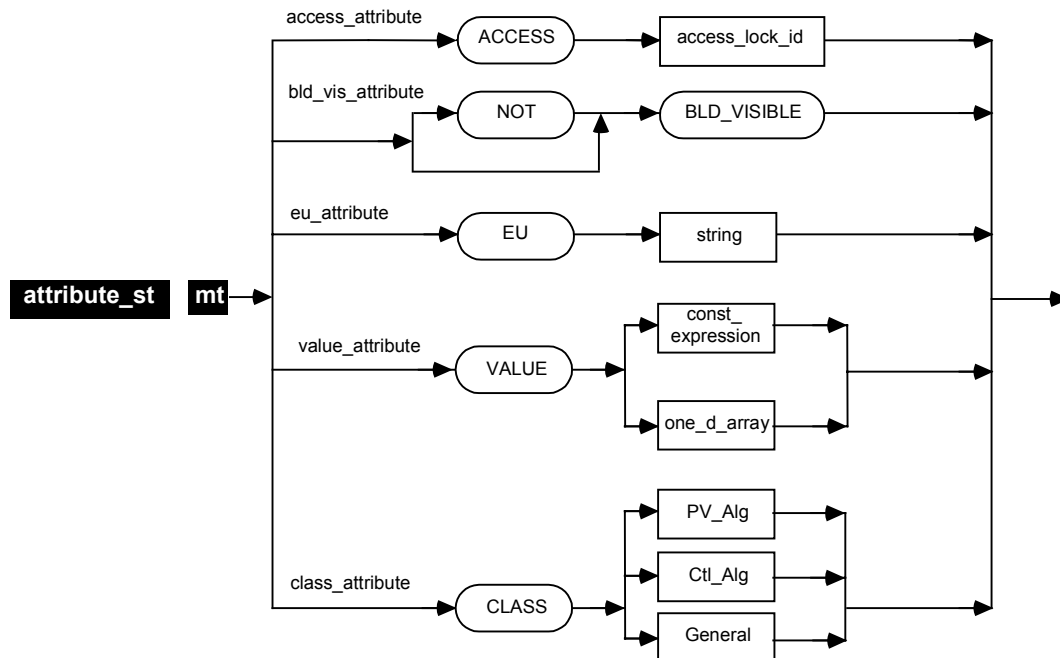 access_attribute
ACCESS
access_lock_id
bld_vis_attribute
NOT
BLD_VISIBLE
eu_attribute
EU
string
attribute_st mt
value_attribute
VALUE
const_
expression
one_d_array
class_attribute
CLASS
PV_Alg
Ctl_Alg
General